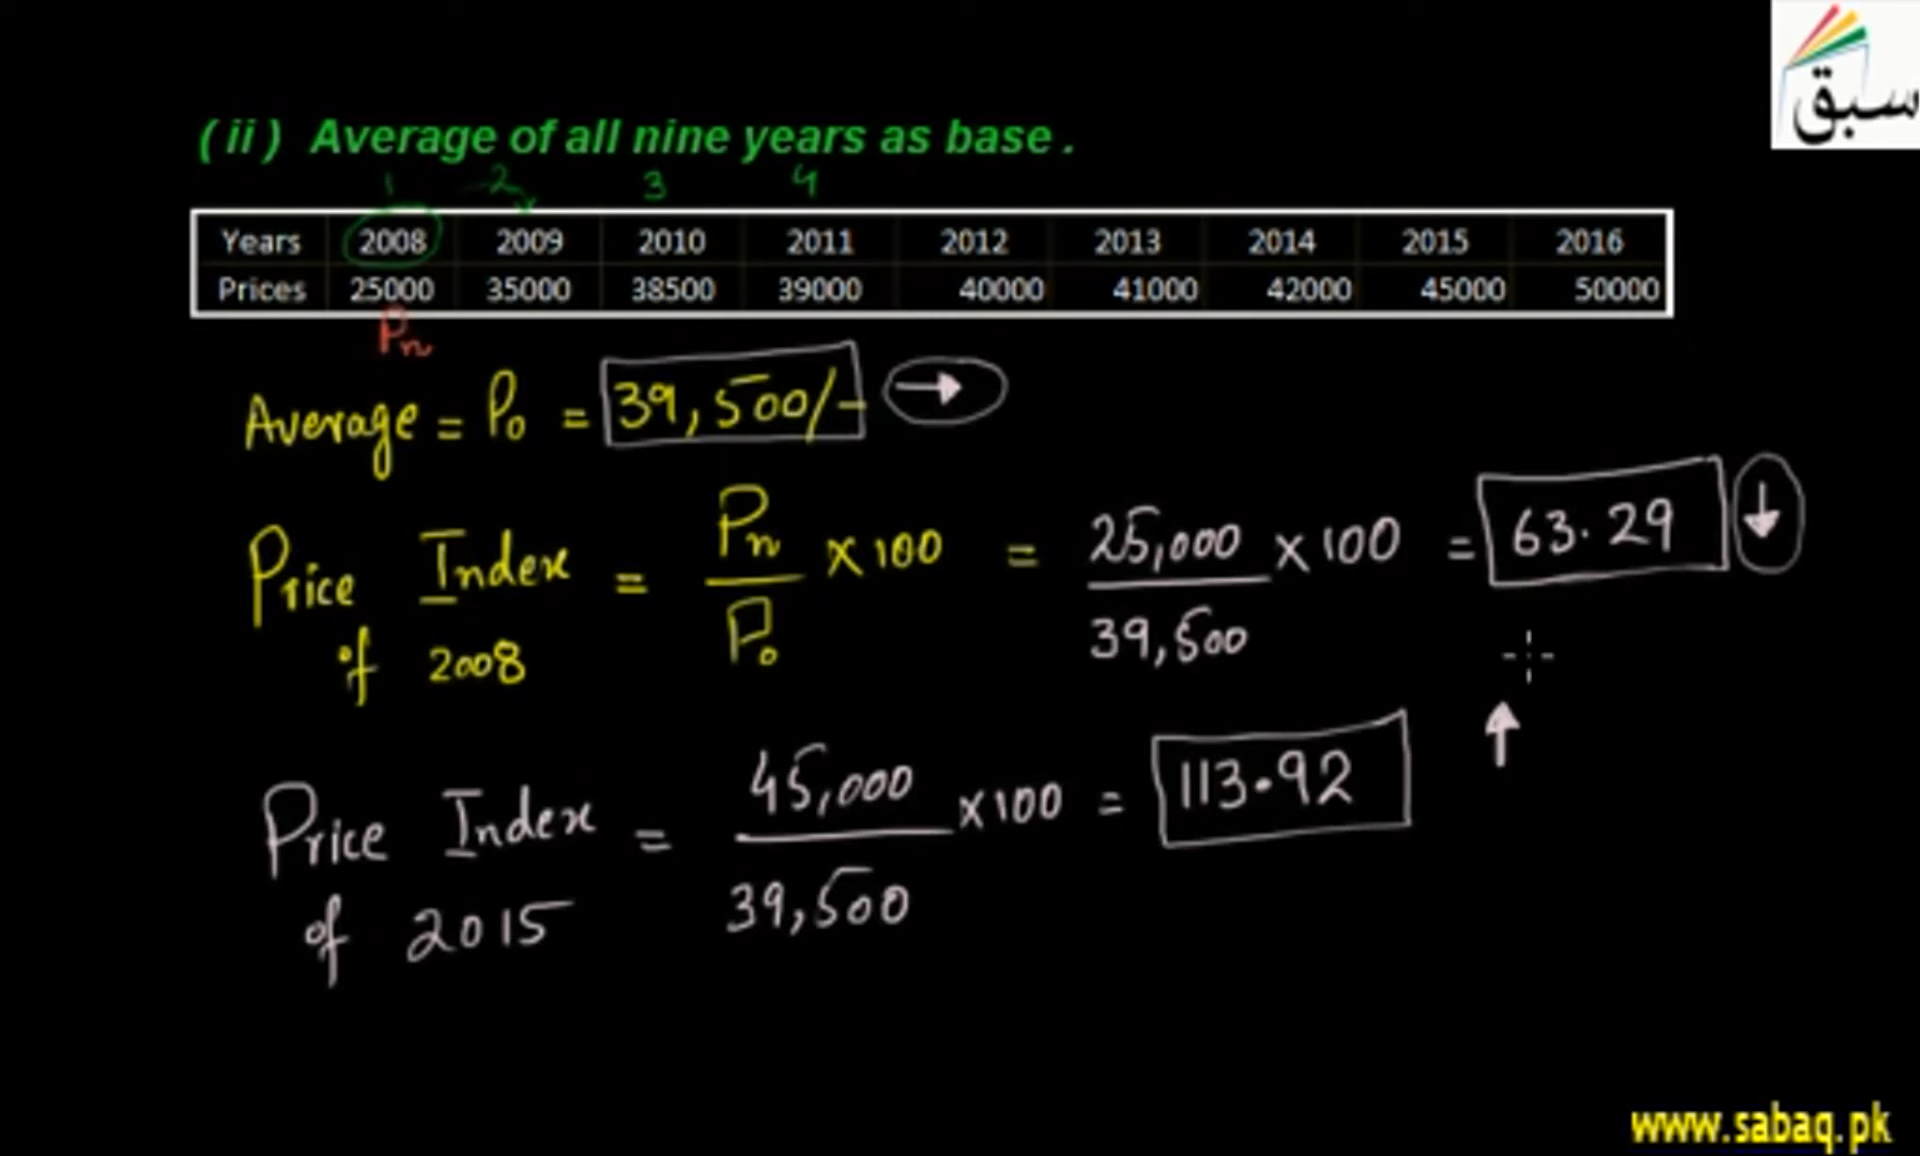 سبق
( ii ) Average of all nine years as base .
1 2 3 4
Years 2008 2009 2010 2011 2012 2013 2014 2015 2016
Prices 25000 35000 38500 39000 40000 41000 42000 45000 50000
Pn
Average = P0 = 39,500/- →
Price Index of 2008 = Pn/P0 × 100 = 25,000/39,500 × 100 = 63.29 ↓
↑
Price Index of 2015 = 45,000/39,500 × 100 = 113.92
www.sabaq.pk